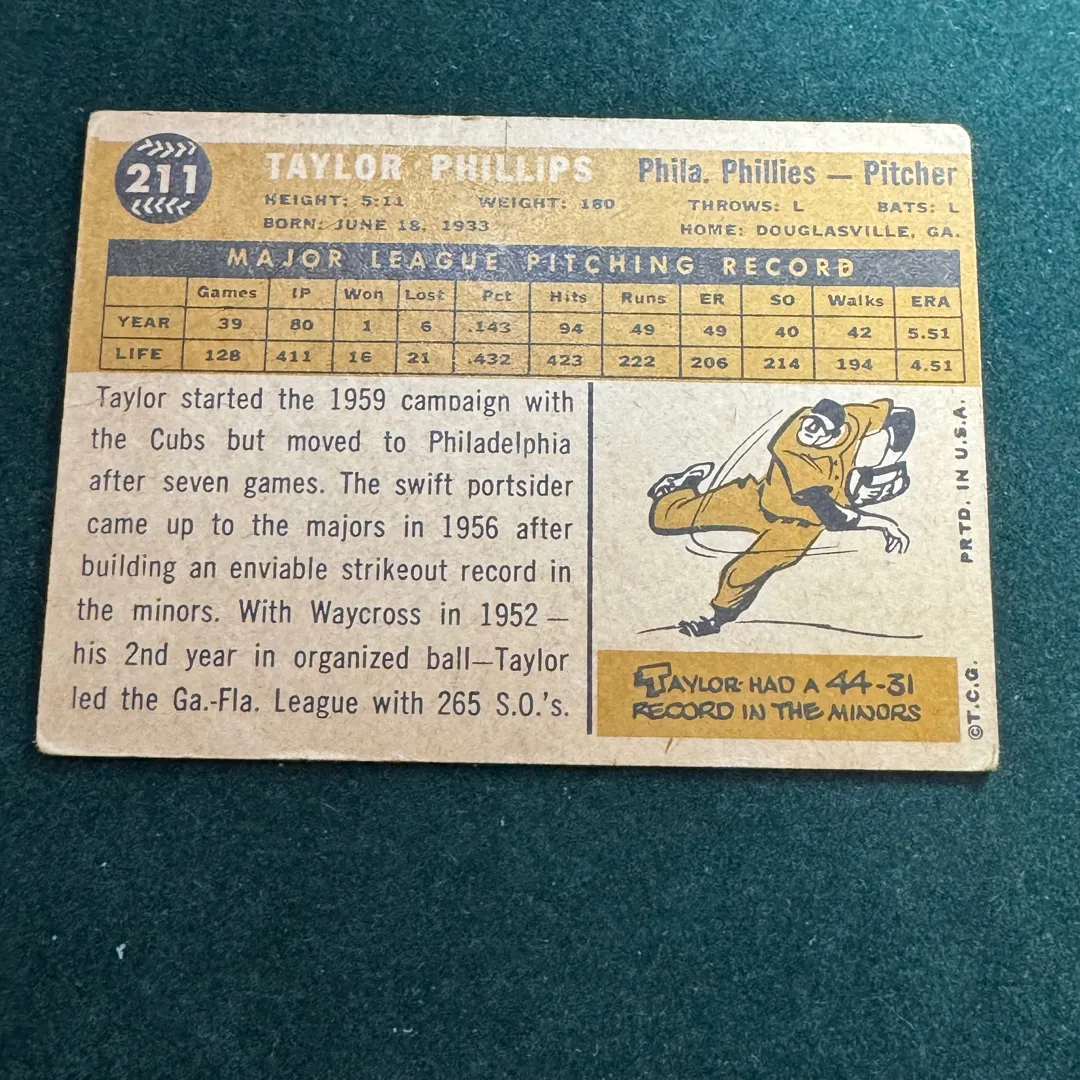 211
TAYLOR PHILLIPS
Phila. Phillies — Pitcher
HEIGHT: 5:11 WEIGHT: 180 THROWS: L BATS: L
BORN: JUNE 18, 1933 HOME: DOUGLASVILLE, GA.
MAJOR LEAGUE PITCHING RECORD
Games IP Won Lost Pct Hits Runs ER SO Walks ERA
YEAR 39 80 1 6 .143 94 49 49 40 42 5.51
LIFE 128 411 16 21 .432 423 222 206 214 194 4.51
Taylor started the 1959 campaign with
the Cubs but moved to Philadelphia
after seven games. The swift portsider
came up to the majors in 1956 after
building an enviable strikeout record in
the minors. With Waycross in 1952 —
his 2nd year in organized ball—Taylor
led the Ga.-Fla. League with 265 S.O.'s.
TAYLOR HAD A 44-31
RECORD IN THE MINORS
PRTD. IN U.S.A.
©T.C.G.